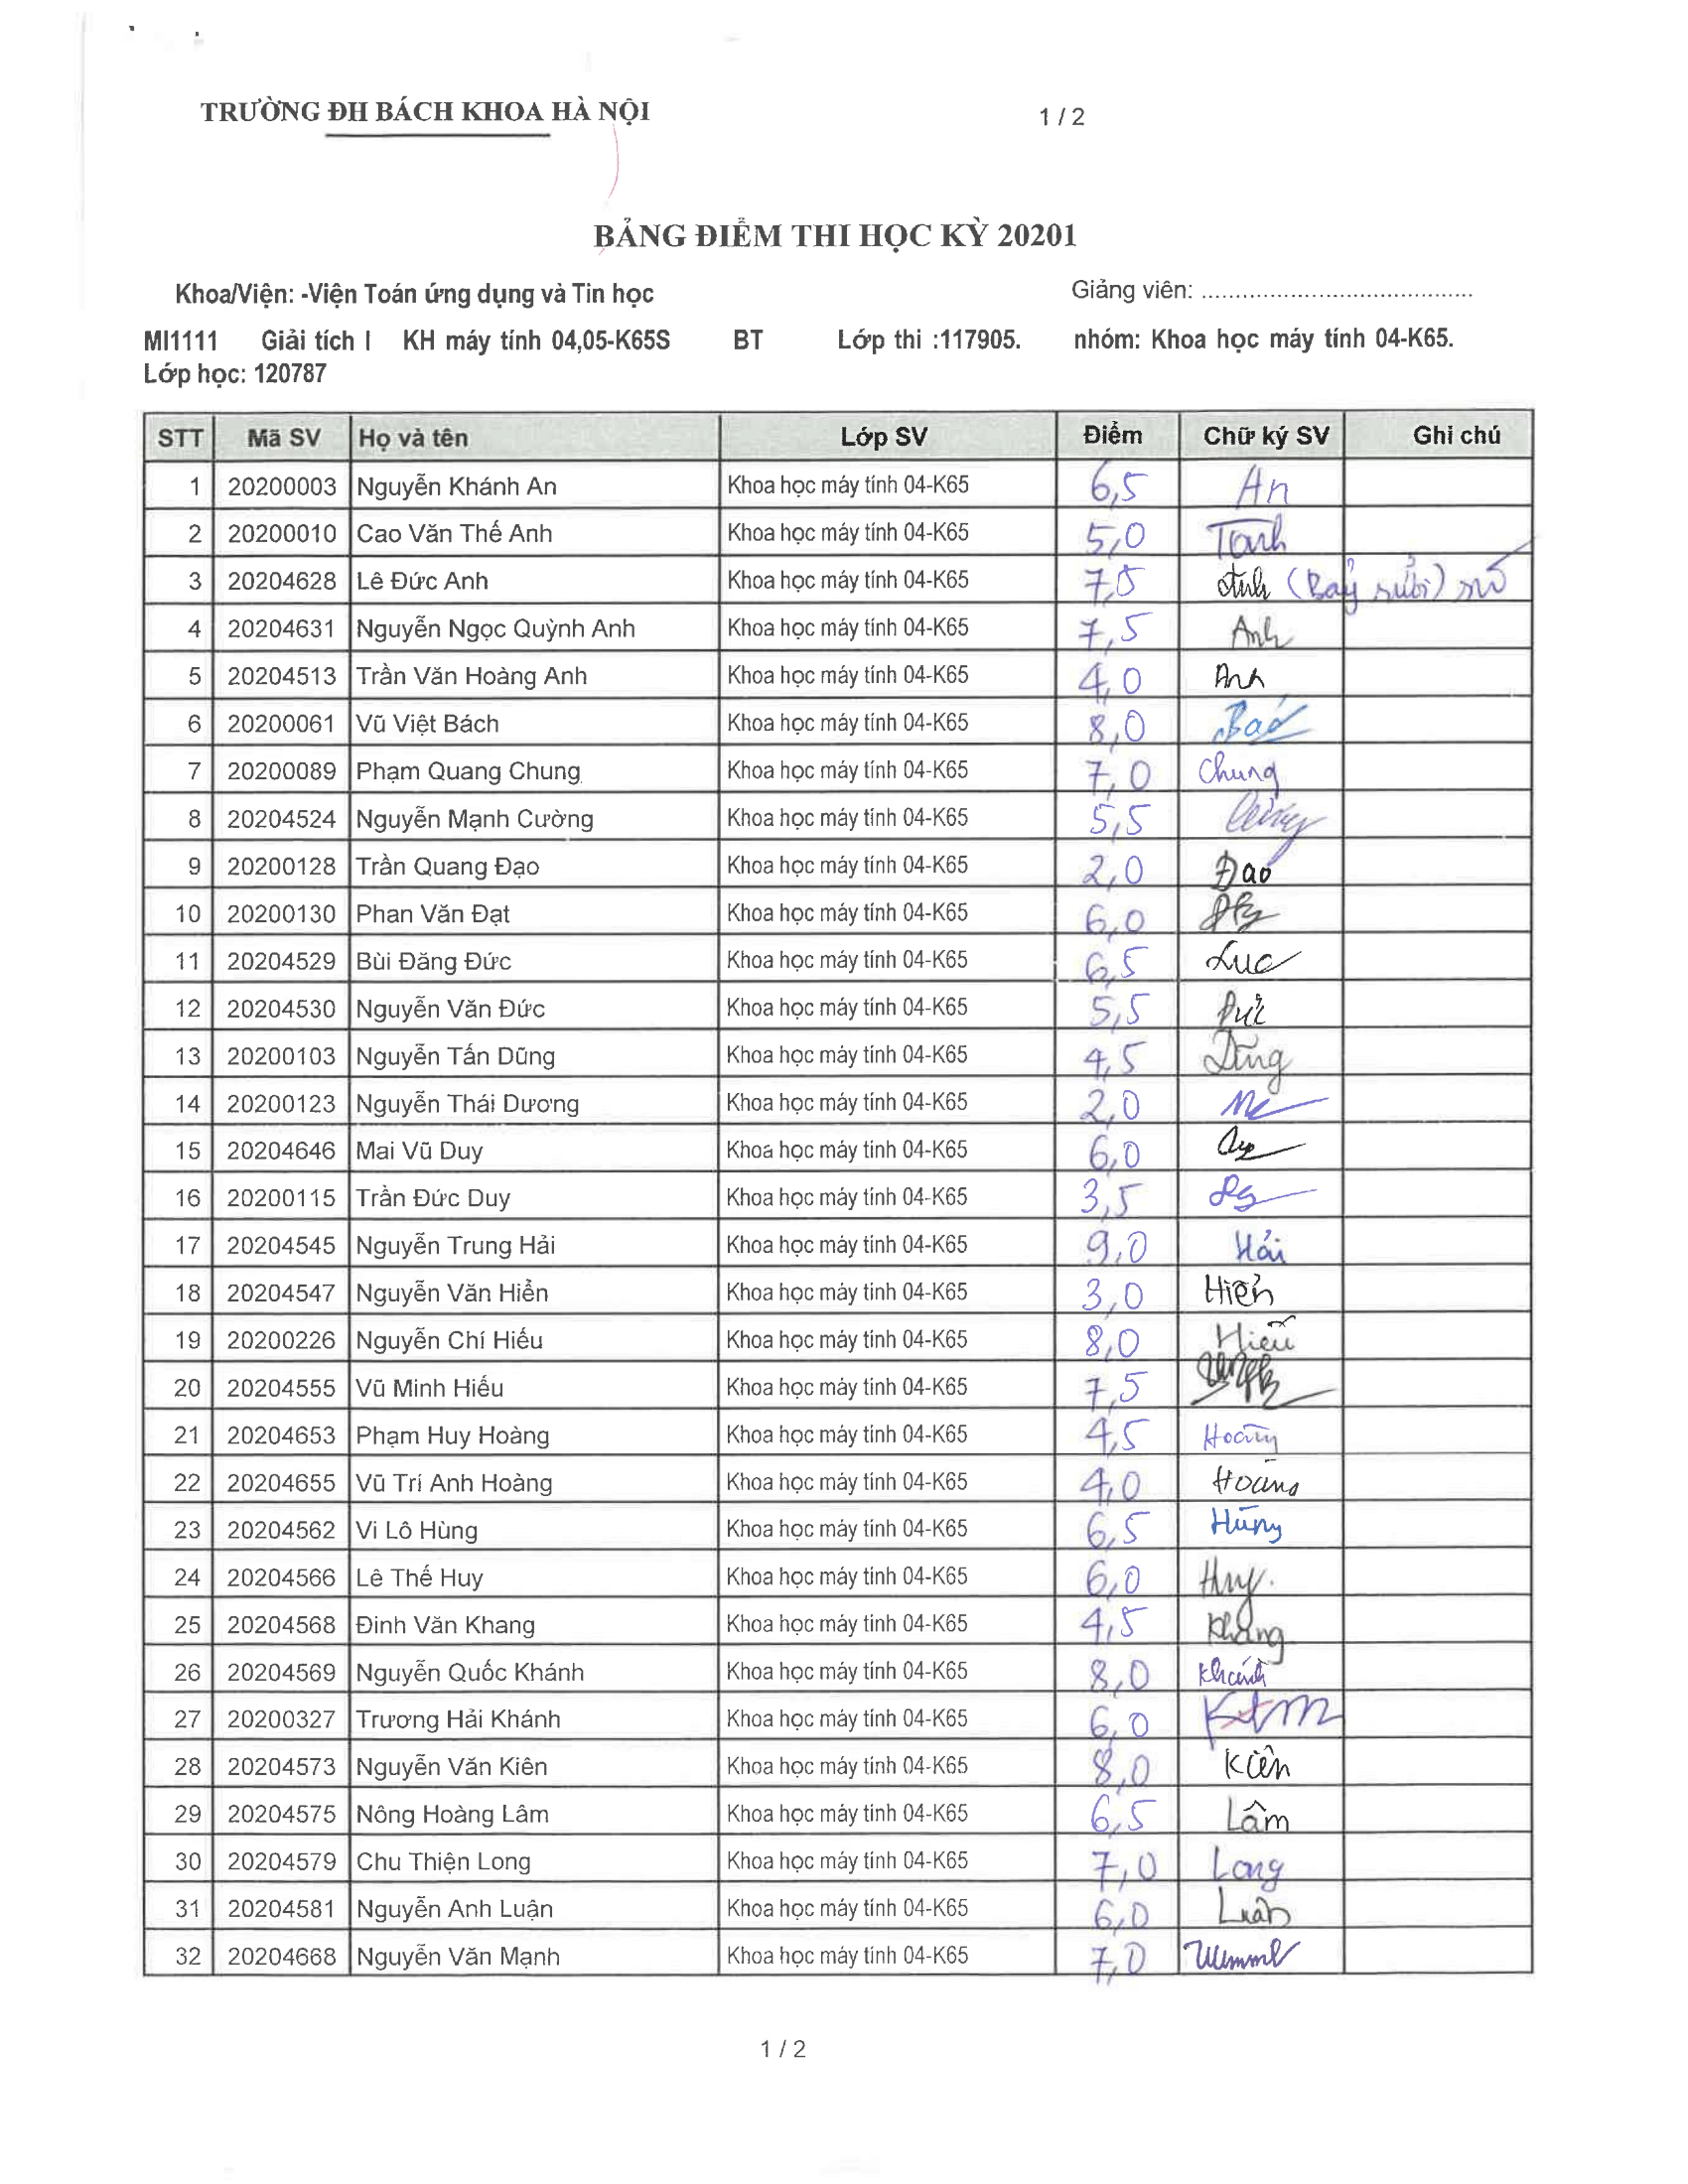 TRƯỜNG ĐH BÁCH KHOA HÀ NỘI 1 / 2
BẢNG ĐIỂM THI HỌC KỲ 20201
Khoa/Viện: -Viện Toán ứng dụng và Tin học Giảng viên: ........................................
MI1111 Giải tích I KH máy tính 04,05-K65S BT Lớp thi :117905. nhóm: Khoa học máy tính 04-K65.
Lớp học: 120787
STT Mã SV Họ và tên Lớp SV Điểm Chữ ký SV Ghi chú
1 20200003 Nguyễn Khánh An Khoa học máy tính 04-K65 6,5 An
2 20200010 Cao Văn Thế Anh Khoa học máy tính 04-K65 5,0
3 20204628 Lê Đức Anh Khoa học máy tính 04-K65 7,5 Anh (Bảy rưỡi)
4 20204631 Nguyễn Ngọc Quỳnh Anh Khoa học máy tính 04-K65 7,5 Anh
5 20204513 Trần Văn Hoàng Anh Khoa học máy tính 04-K65 4,0 Anh
6 20200061 Vũ Việt Bách Khoa học máy tính 04-K65 8,0
7 20200089 Phạm Quang Chung Khoa học máy tính 04-K65 7,0 Chung
8 20204524 Nguyễn Mạnh Cường Khoa học máy tính 04-K65 5,5
9 20200128 Trần Quang Đạo Khoa học máy tính 04-K65 2,0 Đạo
10 20200130 Phan Văn Đạt Khoa học máy tính 04-K65 6,0
11 20204529 Bùi Đăng Đức Khoa học máy tính 04-K65 6,5
12 20204530 Nguyễn Văn Đức Khoa học máy tính 04-K65 5,5 Đức
13 20200103 Nguyễn Tấn Dũng Khoa học máy tính 04-K65 4,5 Dũng
14 20200123 Nguyễn Thái Dương Khoa học máy tính 04-K65 2,0
15 20204646 Mai Vũ Duy Khoa học máy tính 04-K65 6,0
16 20200115 Trần Đức Duy Khoa học máy tính 04-K65 3,5
17 20204545 Nguyễn Trung Hải Khoa học máy tính 04-K65 9,0 Hải
18 20204547 Nguyễn Văn Hiển Khoa học máy tính 04-K65 3,0 Hiển
19 20200226 Nguyễn Chí Hiếu Khoa học máy tính 04-K65 8,0 Hiếu
20 20204555 Vũ Minh Hiếu Khoa học máy tính 04-K65 7,5
21 20204653 Phạm Huy Hoàng Khoa học máy tính 04-K65 4,5 Hoàng
22 20204655 Vũ Trí Anh Hoàng Khoa học máy tính 04-K65 4,0 Hoàng
23 20204562 Vi Lô Hùng Khoa học máy tính 04-K65 6,5 Hùng
24 20204566 Lê Thế Huy Khoa học máy tính 04-K65 6,0 Huy.
25 20204568 Đinh Văn Khang Khoa học máy tính 04-K65 4,5 Khang
26 20204569 Nguyễn Quốc Khánh Khoa học máy tính 04-K65 8,0 Khánh
27 20200327 Trương Hải Khánh Khoa học máy tính 04-K65 6,0
28 20204573 Nguyễn Văn Kiên Khoa học máy tính 04-K65 8,0 Kiên
29 20204575 Nông Hoàng Lâm Khoa học máy tính 04-K65 6,5 Lâm
30 20204579 Chu Thiện Long Khoa học máy tính 04-K65 7,0 Long
31 20204581 Nguyễn Anh Luận Khoa học máy tính 04-K65 6,0 Luận
32 20204668 Nguyễn Văn Mạnh Khoa học máy tính 04-K65 7,0
1 / 2